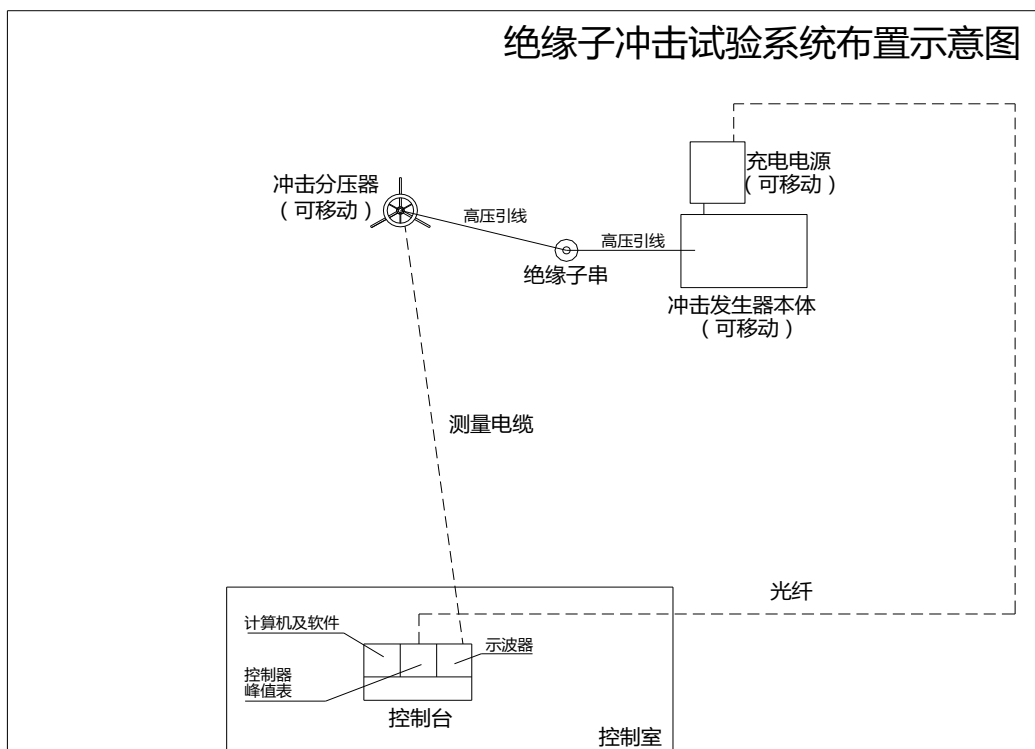 绝缘子冲击试验系统布置示意图
充电电源
（可移动）
冲击分压器
（可移动）
高压引线
高压引线
绝缘子串
冲击发生器本体
（可移动）
测量电缆
光纤
计算机及软件
示波器
控制器
峰值表
控制台
控制室